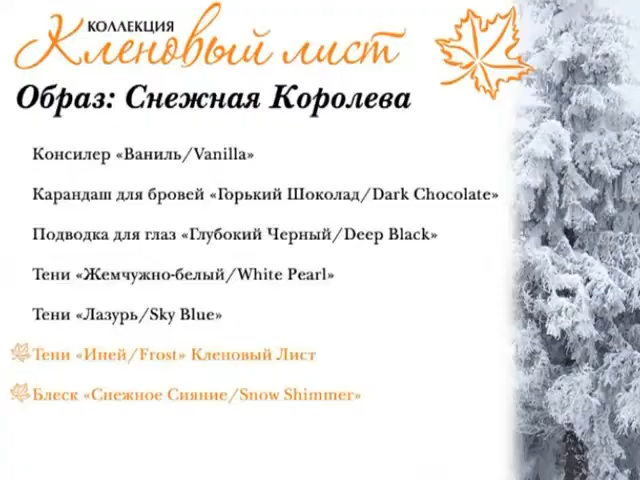 КОЛЛЕКЦИЯ
Кленовый лист
Образ: Снежная Королева
Консилер «Ваниль/Vanilla»
Карандаш для бровей «Горький Шоколад/Dark Chocolate»
Подводка для глаз «Глубокий Черный/Deep Black»
Тени «Жемчужно-белый/White Pearl»
Тени «Лазурь/Sky Blue»
Тени «Иней/Frost» Кленовый Лист
Блеск «Снежное Сияние/Snow Shimmer»